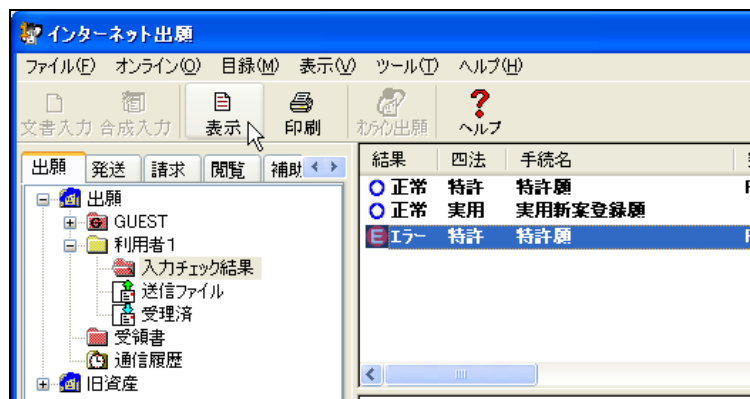 インターネット出願
ファイル(F) オンライン(O) 目録(M) 表示(V) ツール(T) ヘルプ(H)
文書入力 合成入力 表示 印刷 オンライン出願 ヘルプ
出願 発送 請求 閲覧
結果 四法 手続名
正常 特許 特許願
正常 実用 実用新案登録願
エラー 特許 特許願
出願
GUEST
利用者1
入力チェック結果
送信ファイル
受理済
受領書
通信履歴
旧資産